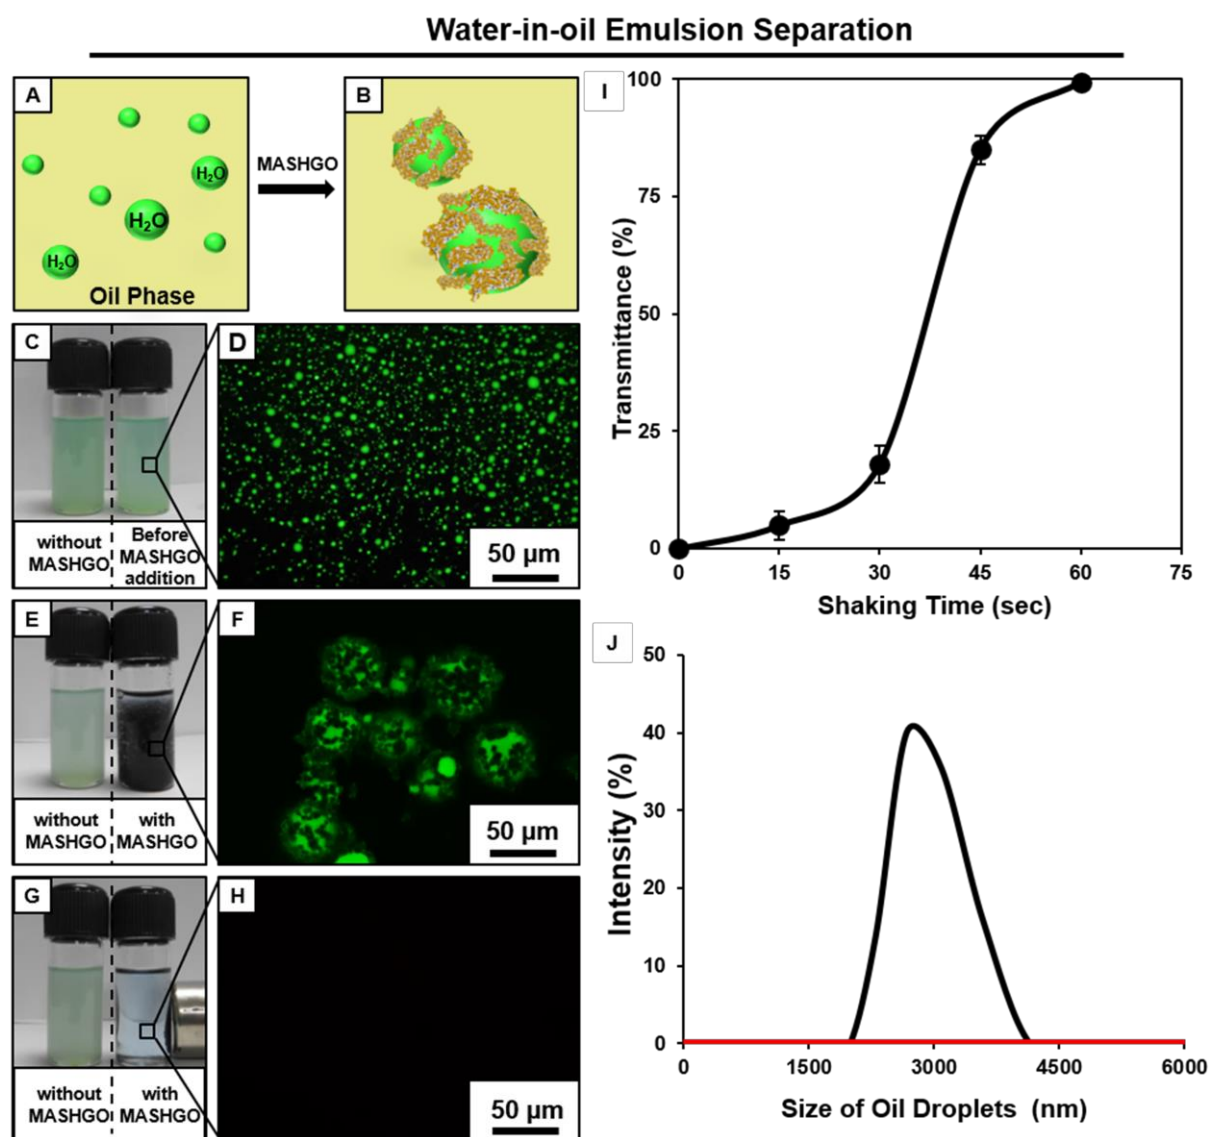 Water-in-oil Emulsion Separation
A
H₂O
H₂O
H₂O
Oil Phase
MASHGO
B
C
without
MASHGO
Before
MASHGO
addition
D
50 µm
E
without
MASHGO
with
MASHGO
F
50 µm
G
without
MASHGO
with
MASHGO
H
50 µm
I
100
75
50
25
0
Transmittance (%)
0 15 30 45 60 75
Shaking Time (sec)
J
50
40
30
20
10
0
Intensity (%)
0 1500 3000 4500 6000
Size of Oil Droplets (nm)